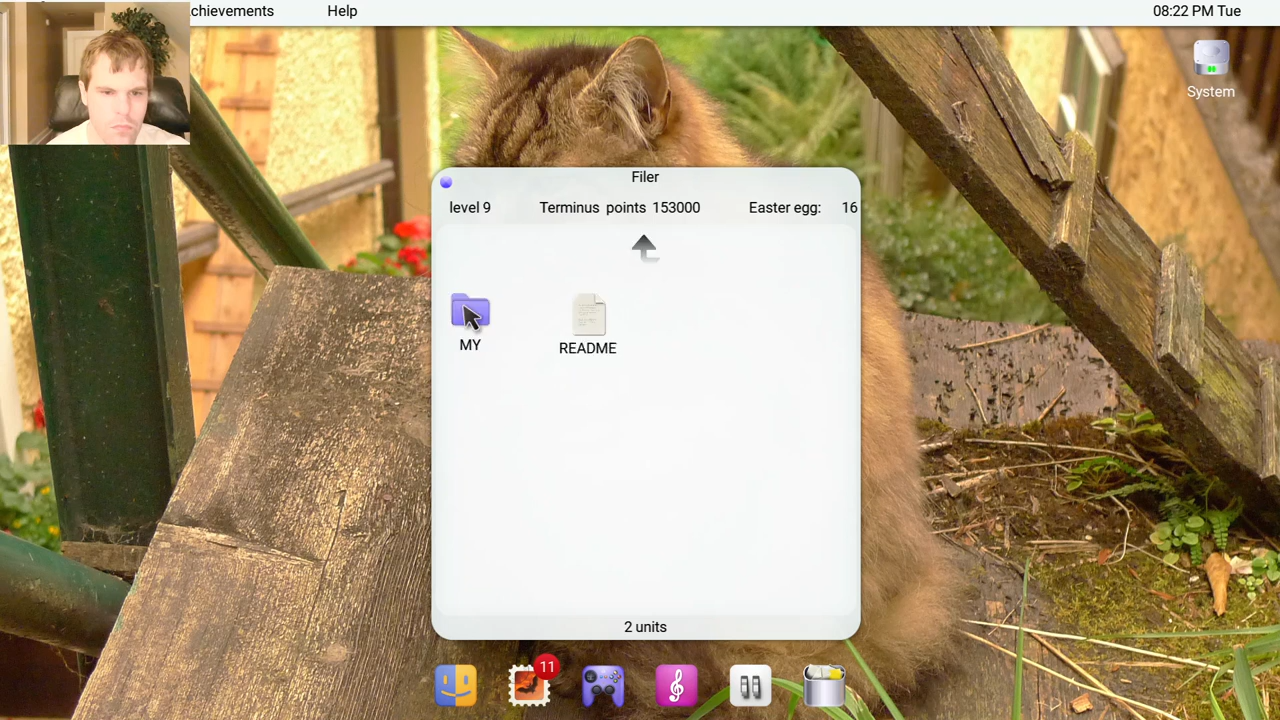 chievements Help 08:22 PM Tue
System
Filer
level 9 Terminus points 153000 Easter egg: 16
MY
README
2 units
11